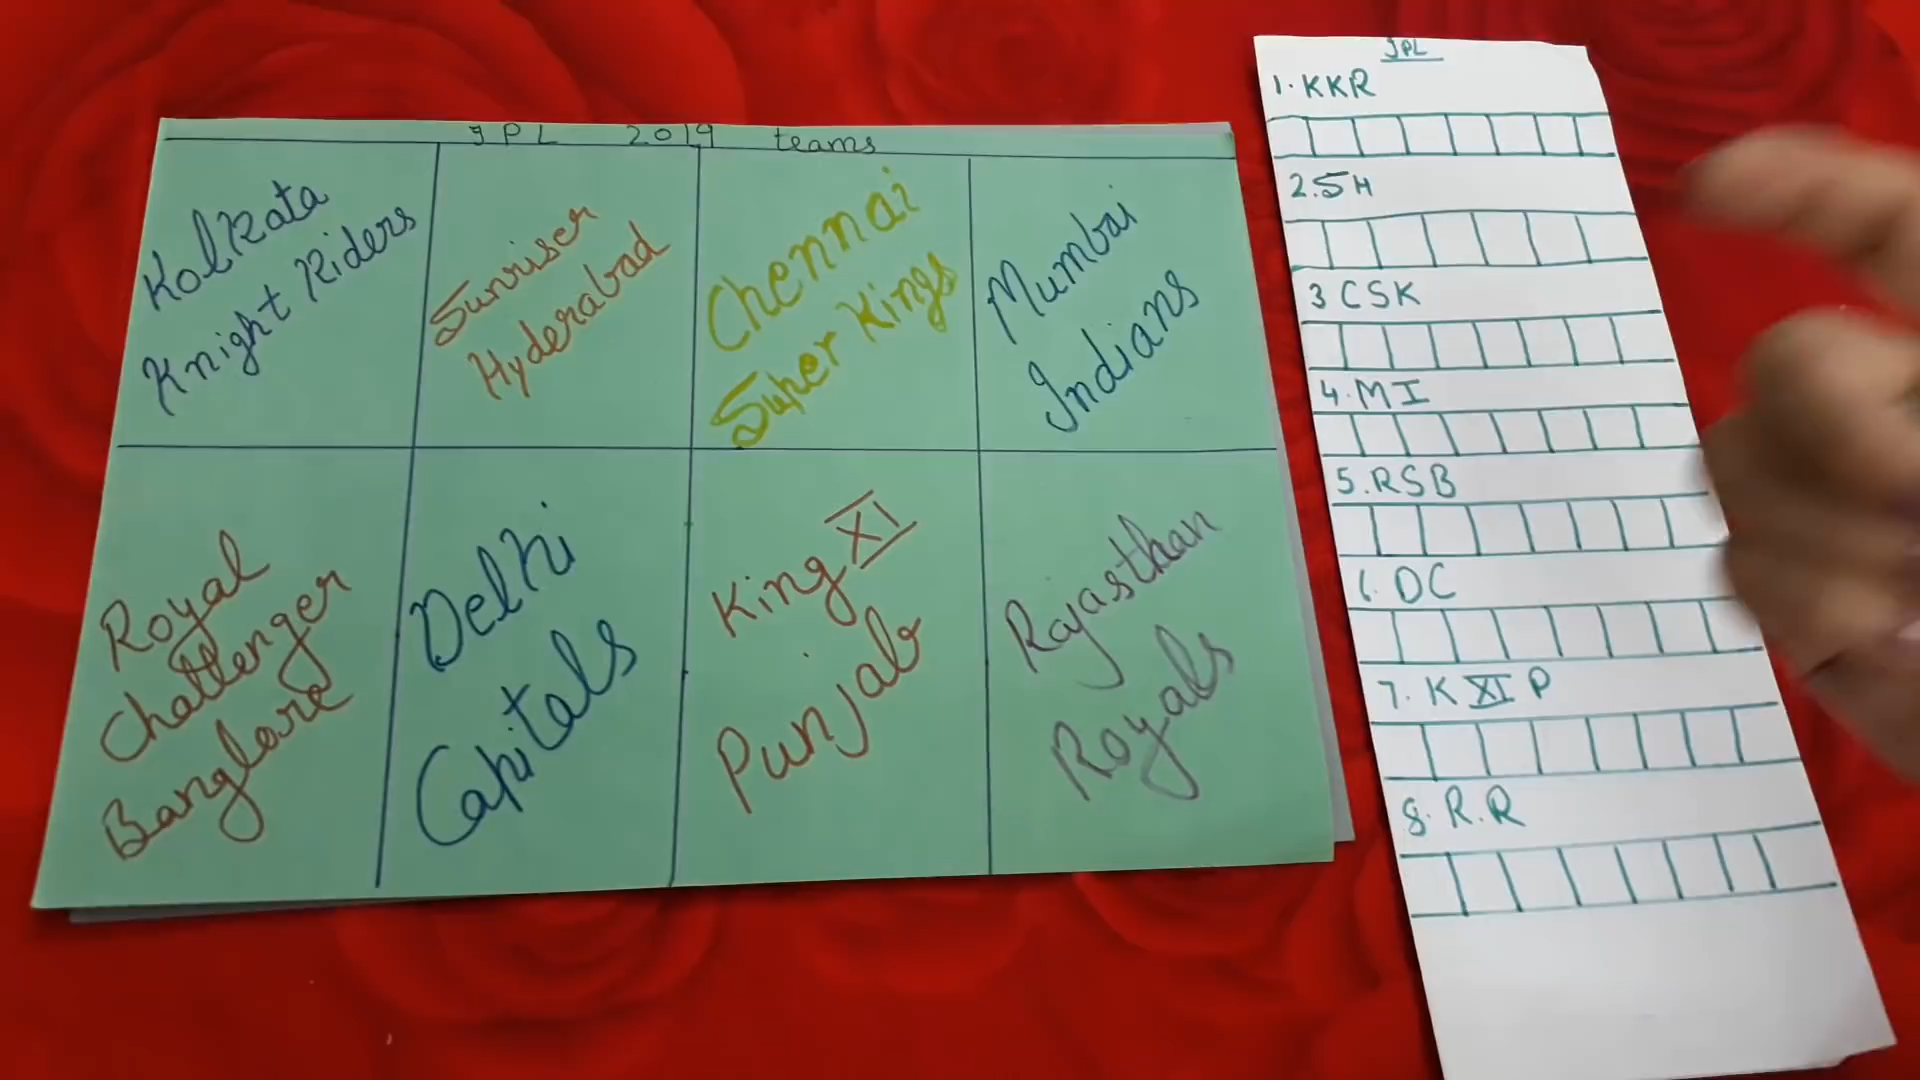 IPL 2019 teams
Kolkata
Knight Riders
Sunriser
Hyderabad
Chennai
Super Kings
Mumbai
Indians
Royal
Challenger
Banglore
Delhi
Capitals
King XI
Punjab
Rajasthan
Royals
IPL
1. KKR
2. SH
3 CSK
4. MI
5. RSB
6. DC
7. K XI P
8. R.R